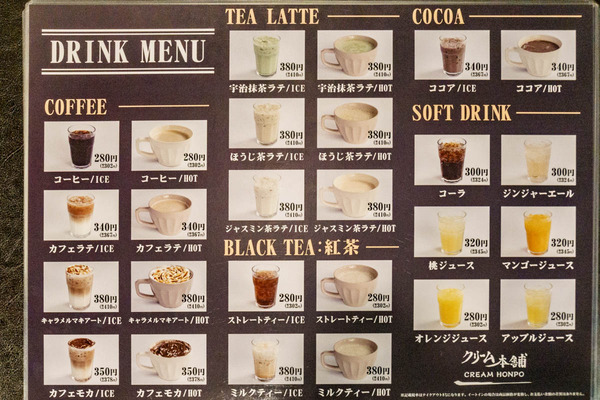 DRINK MENU
COFFEE
280円
コーヒー/ICE
280円
コーヒー/HOT
340円
カフェラテ/ICE
340円
カフェラテ/HOT
380円
キャラメルマキアート/ICE
380円
キャラメルマキアート/HOT
350円
カフェモカ/ICE
350円
カフェモカ/HOT
TEA LATTE
380円
宇治抹茶ラテ/ICE
380円
宇治抹茶ラテ/HOT
380円
ほうじ茶ラテ/ICE
380円
ほうじ茶ラテ/HOT
380円
ジャスミン茶ラテ/ICE
380円
ジャスミン茶ラテ/HOT
BLACK TEA:紅茶
280円
ストレートティー/ICE
280円
ストレートティー/HOT
380円
ミルクティー/ICE
380円
ミルクティー/HOT
COCOA
340円
ココア/ICE
340円
ココア/HOT
SOFT DRINK
300円
コーラ
300円
ジンジャーエール
320円
桃ジュース
320円
マンゴージュース
280円
オレンジジュース
280円
アップルジュース
クリーム本舗
CREAM HONPO